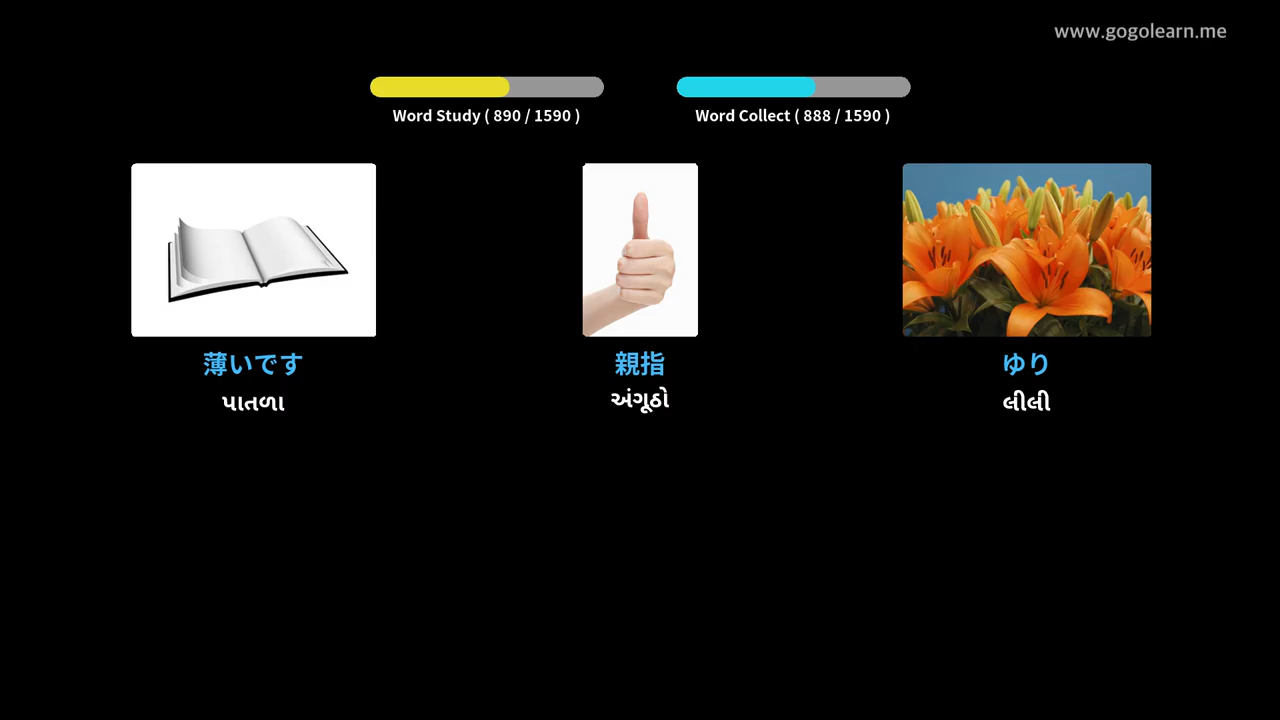 www.gogolearn.me
Word Study ( 890 / 1590 )
Word Collect ( 888 / 1590 )
薄いです
પાતળા
親指
અંગૂઠો
ゆり
લીલી